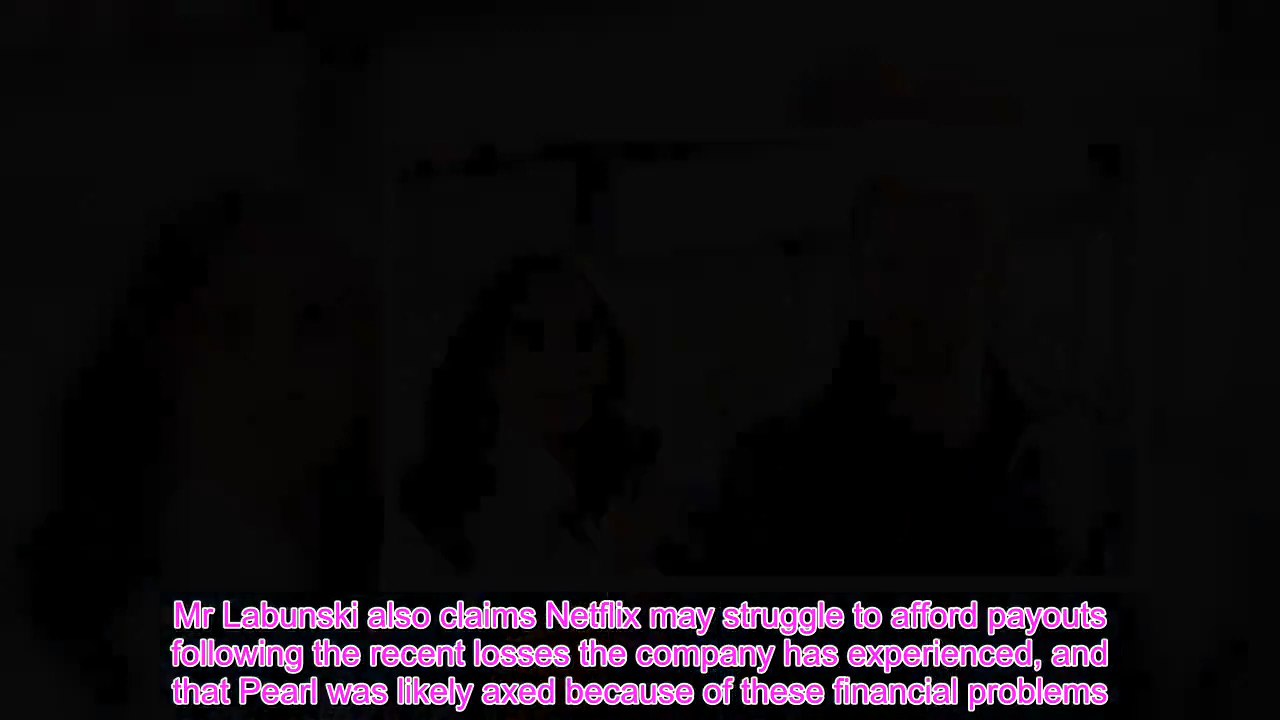 Mr Labunski also claims Netflix may struggle to afford payouts
following the recent losses the company has experienced, and
that Pearl was likely axed because of these financial problems